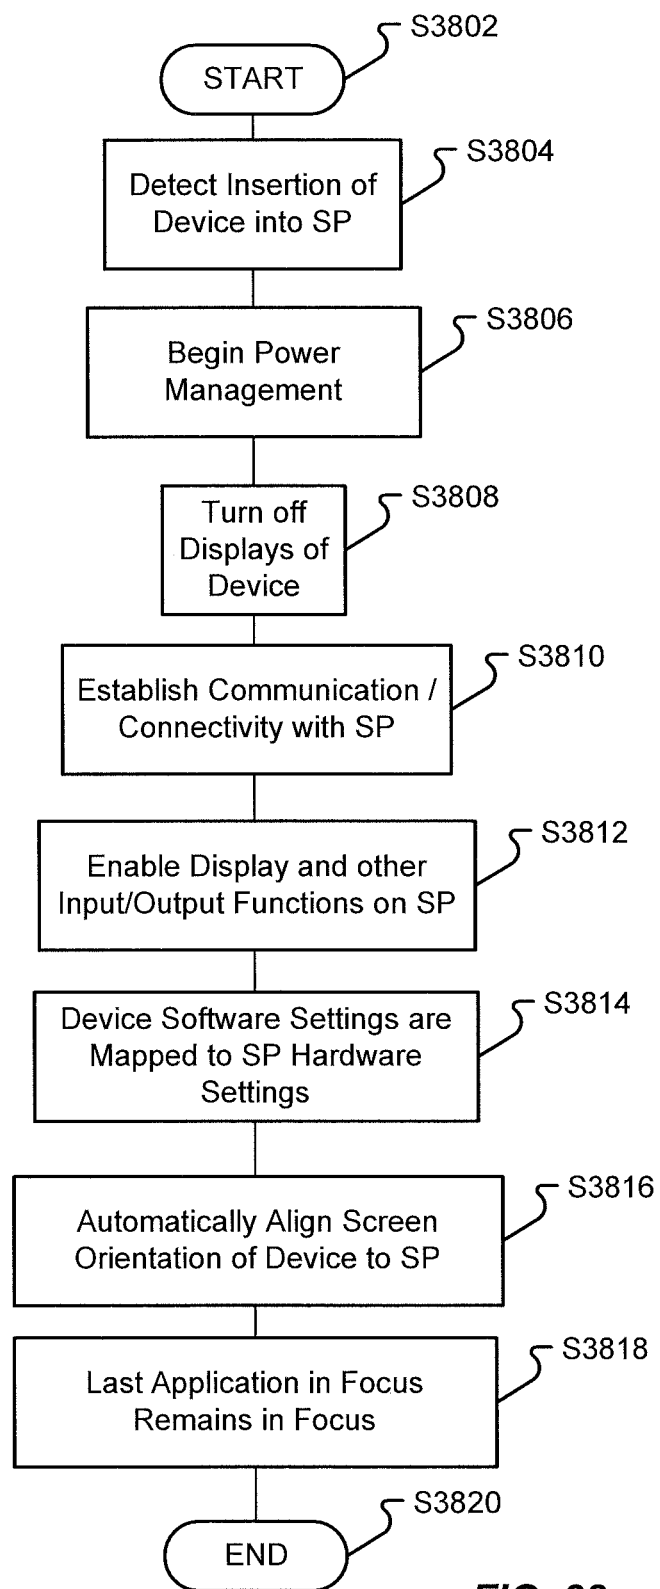 S3802
START
S3804
Detect Insertion of
Device into SP
S3806
Begin Power
Management
S3808
Turn off
Displays of
Device
S3810
Establish Communication /
Connectivity with SP
S3812
Enable Display and other
Input/Output Functions on SP
S3814
Device Software Settings are
Mapped to SP Hardware
Settings
S3816
Automatically Align Screen
Orientation of Device to SP
S3818
Last Application in Focus
Remains in Focus
S3820
END